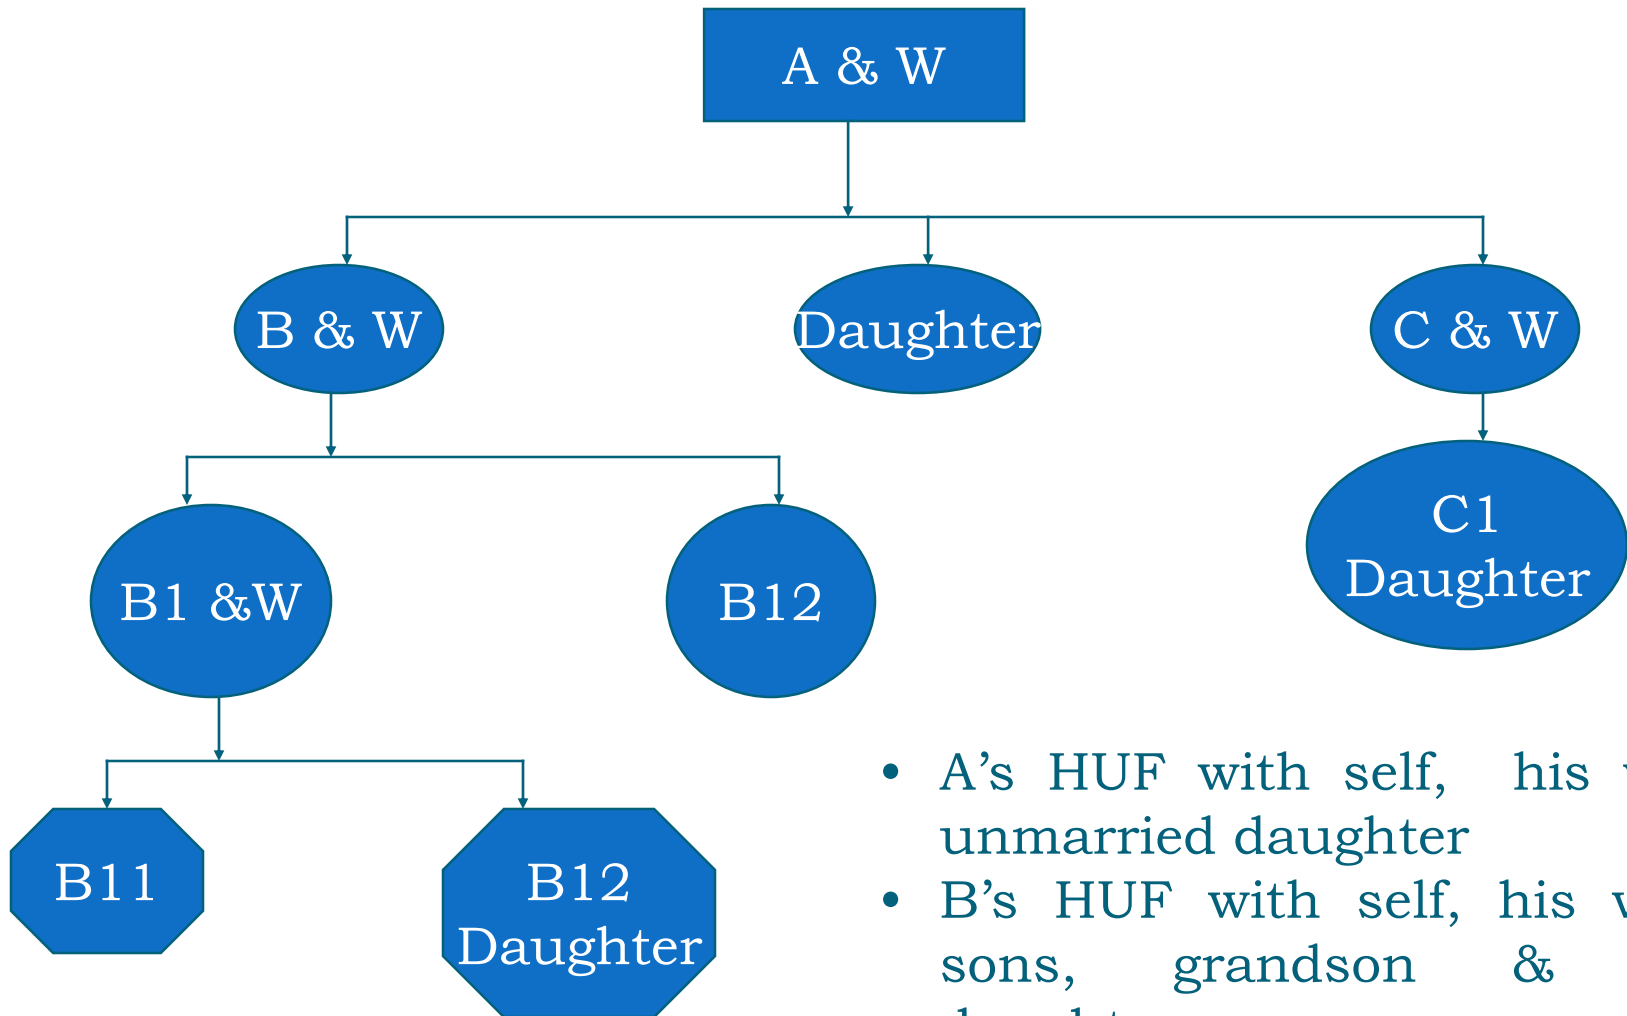 A & W
B & W
Daughter
C & W
C1
Daughter
B1 &W
B12
B11
B12
Daughter
• A’s HUF with self, his
unmarried daughter
• B’s HUF with self, his
sons, grandson &